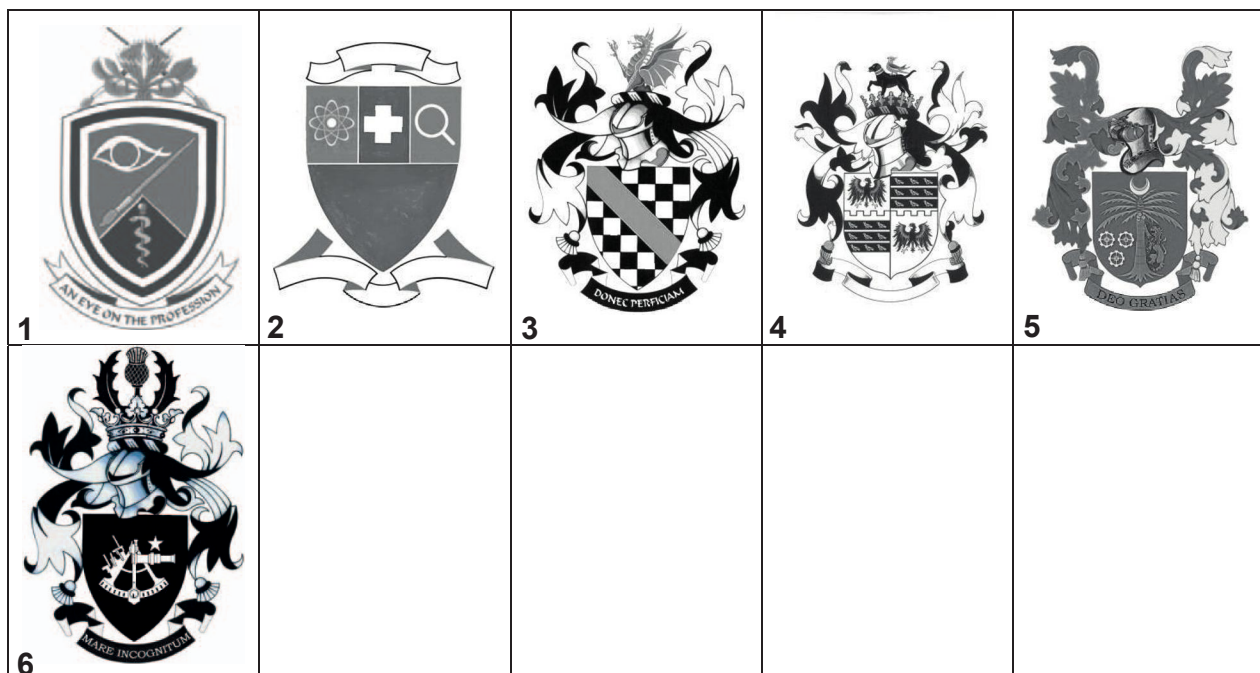 AN EYE ON THE PROFESSION
1
2
DONEC PERFICIAM
3
4
DEO GRATIAS
5
MARE INCOGNITUM
6